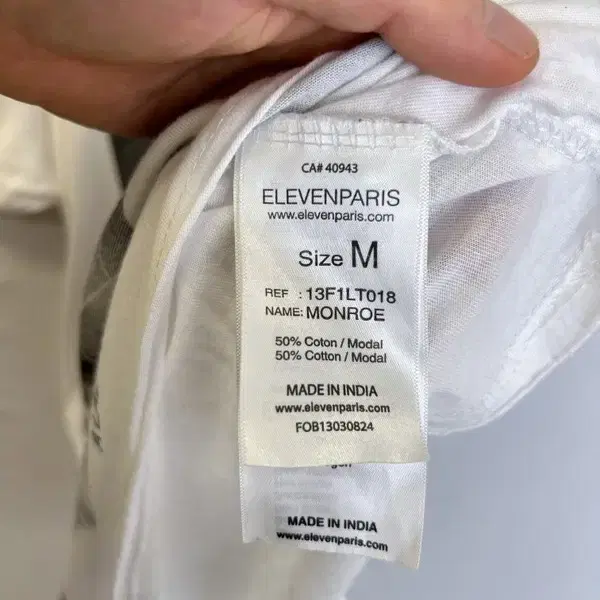 CA# 40943
ELEVENPARIS
www.elevenparis.com
Size M
REF : 13F1LT018
NAME: MONROE
50% Coton / Modal
50% Cotton / Modal
MADE IN INDIA
www.elevenparis.com
FOB13030824
MADE IN INDIA
www.elevenparis.com